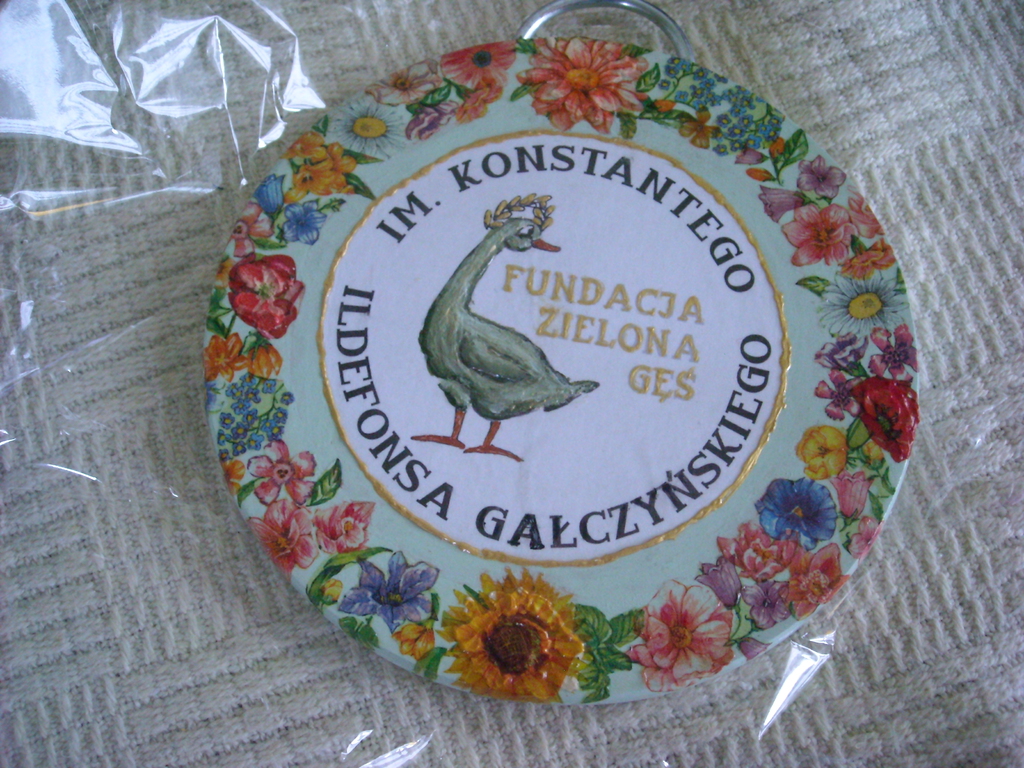 IM. KONSTANTEGO
ILDEFONSA GAŁCZYŃSKIEGO
FUNDACJA
ZIELONA
GĘŚ